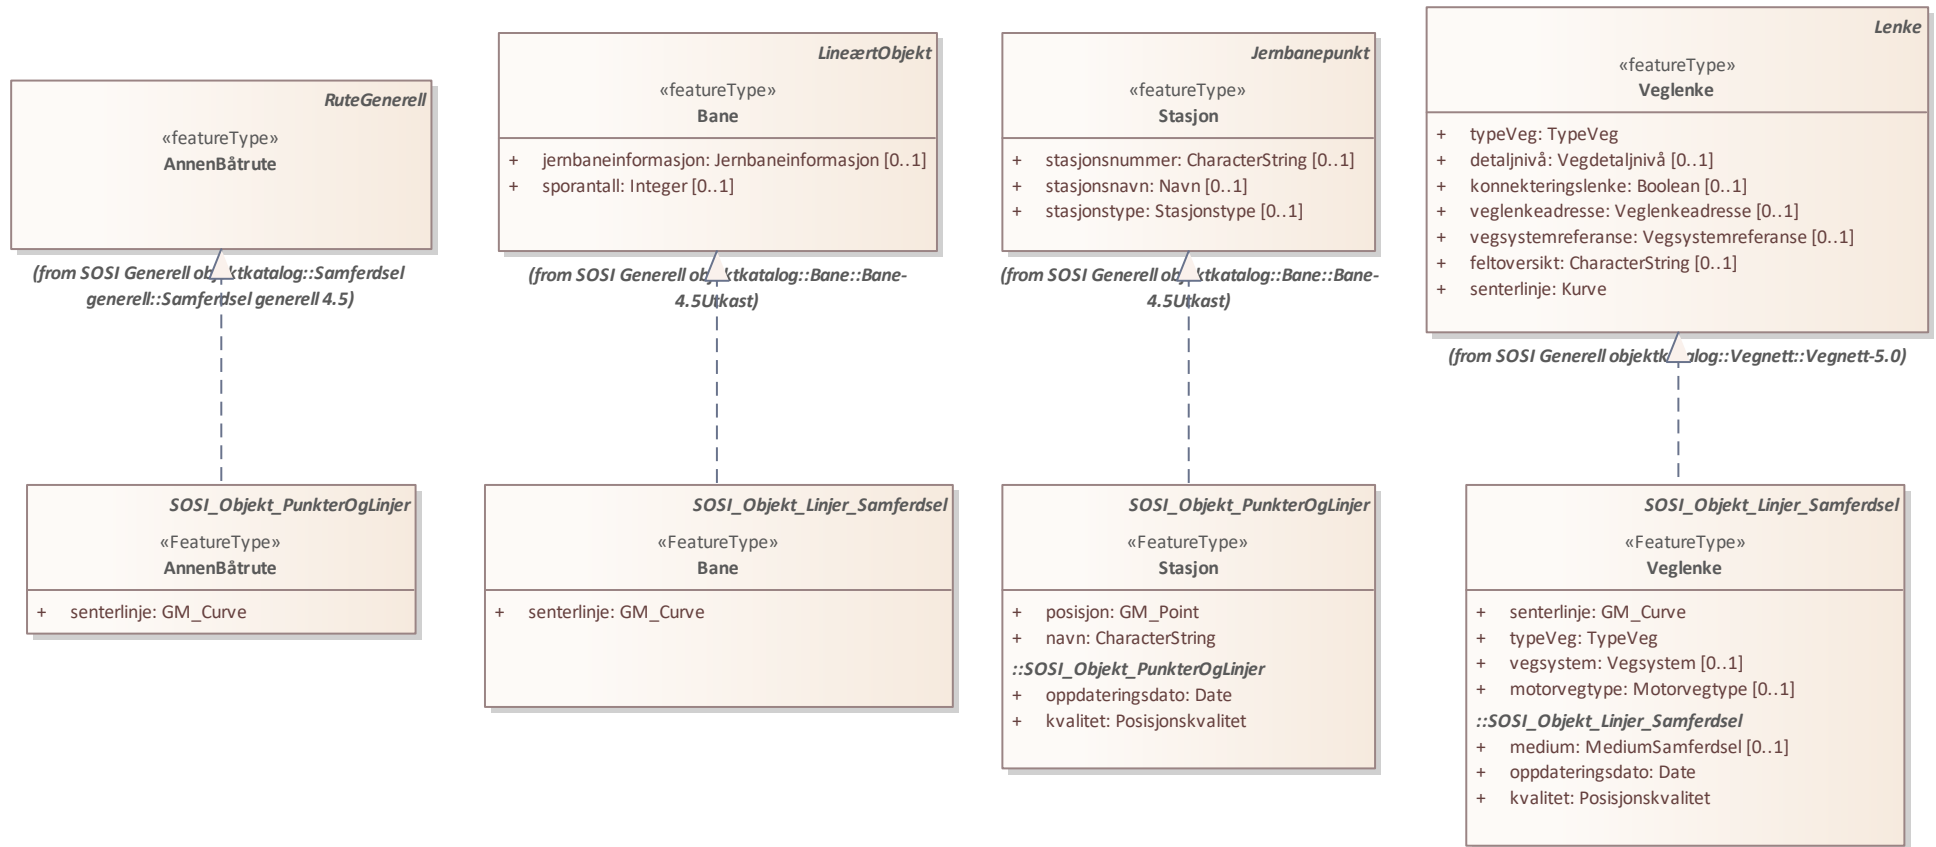 RuteGenerell
«featureType»
AnnenBåtrute
(from SOSI Generell objektkatalog::Samferdsel
generell::Samferdsel generell 4.5)
LineærtObjekt
«featureType»
Bane
+ jernbaneinformasjon: Jernbaneinformasjon [0..1]
+ sporantall: Integer [0..1]
(from SOSI Generell objektkatalog::Bane::Bane-
4.5Utkast)
Jernbanepunkt
«featureType»
Stasjon
+ stasjonsnummer: CharacterString [0..1]
+ stasjonsnavn: Navn [0..1]
+ stasjonstype: Stasjonstype [0..1]
(from SOSI Generell objektkatalog::Bane::Bane-
4.5Utkast)
Lenke
«featureType»
Veglenke
+ typeVeg: TypeVeg
+ detaljnivå: Vegdetaljnivå [0..1]
+ konnekteringslenke: Boolean [0..1]
+ veglenkeadresse: Veglenkeadresse [0..1]
+ vegsystemreferanse: Vegsystemreferanse [0..1]
+ feltoversikt: CharacterString [0..1]
+ senterlinje: Kurve
(from SOSI Generell objektkatalog::Vegnett::Vegnett-5.0)
SOSI_Objekt_PunkterOgLinjer
«FeatureType»
AnnenBåtrute
+ senterlinje: GM_Curve
SOSI_Objekt_Linjer_Samferdsel
«FeatureType»
Bane
+ senterlinje: GM_Curve
SOSI_Objekt_PunkterOgLinjer
«FeatureType»
Stasjon
+ posisjon: GM_Point
+ navn: CharacterString
::SOSI_Objekt_PunkterOgLinjer
+ oppdateringsdato: Date
+ kvalitet: Posisjonskvalitet
SOSI_Objekt_Linjer_Samferdsel
«FeatureType»
Veglenke
+ senterlinje: GM_Curve
+ typeVeg: TypeVeg
+ vegsystem: Vegsystem [0..1]
+ motorvegtype: Motorvegtype [0..1]
::SOSI_Objekt_Linjer_Samferdsel
+ medium: MediumSamferdsel [0..1]
+ oppdateringsdato: Date
+ kvalitet: Posisjonskvalitet